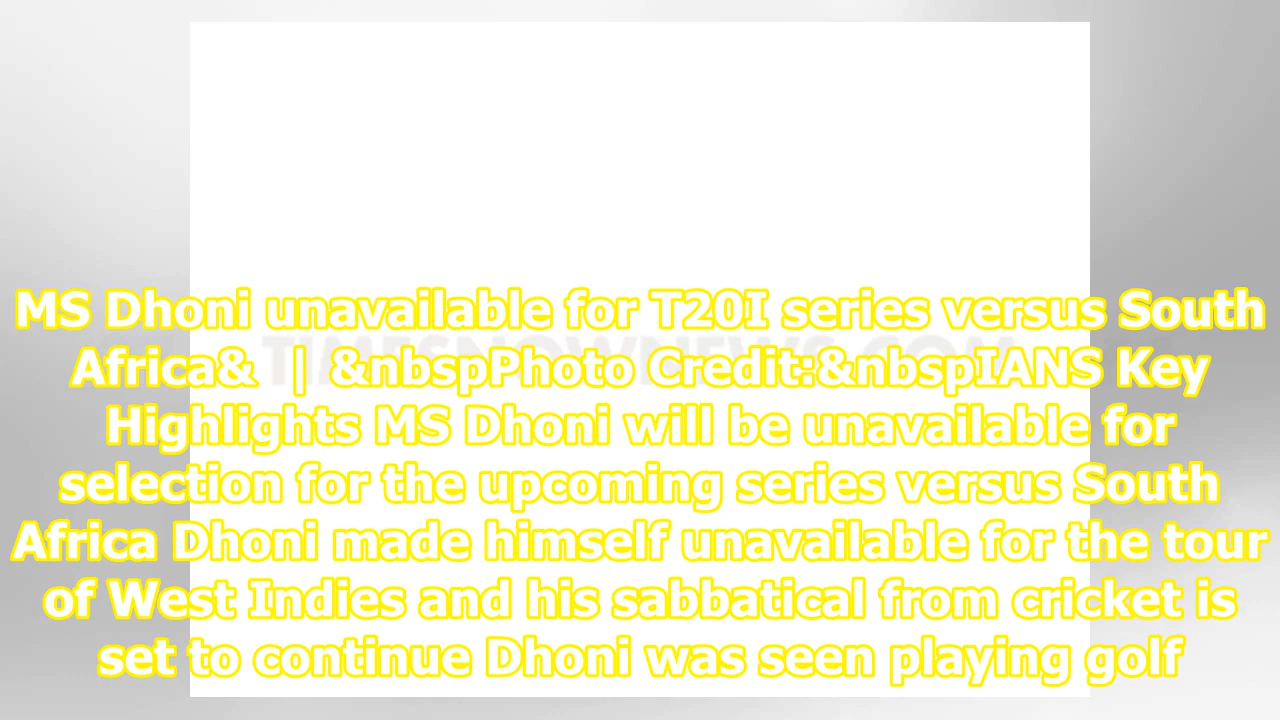 MS Dhoni unavailable for T20I series versus South
Africa& | &nbspPhoto Credit:&nbspIANS Key
Highlights MS Dhoni will be unavailable for
selection for the upcoming series versus South
Africa Dhoni made himself unavailable for the tour
of West Indies and his sabbatical from cricket is
set to continue Dhoni was seen playing golf
TIMESNOWNEWS.COM